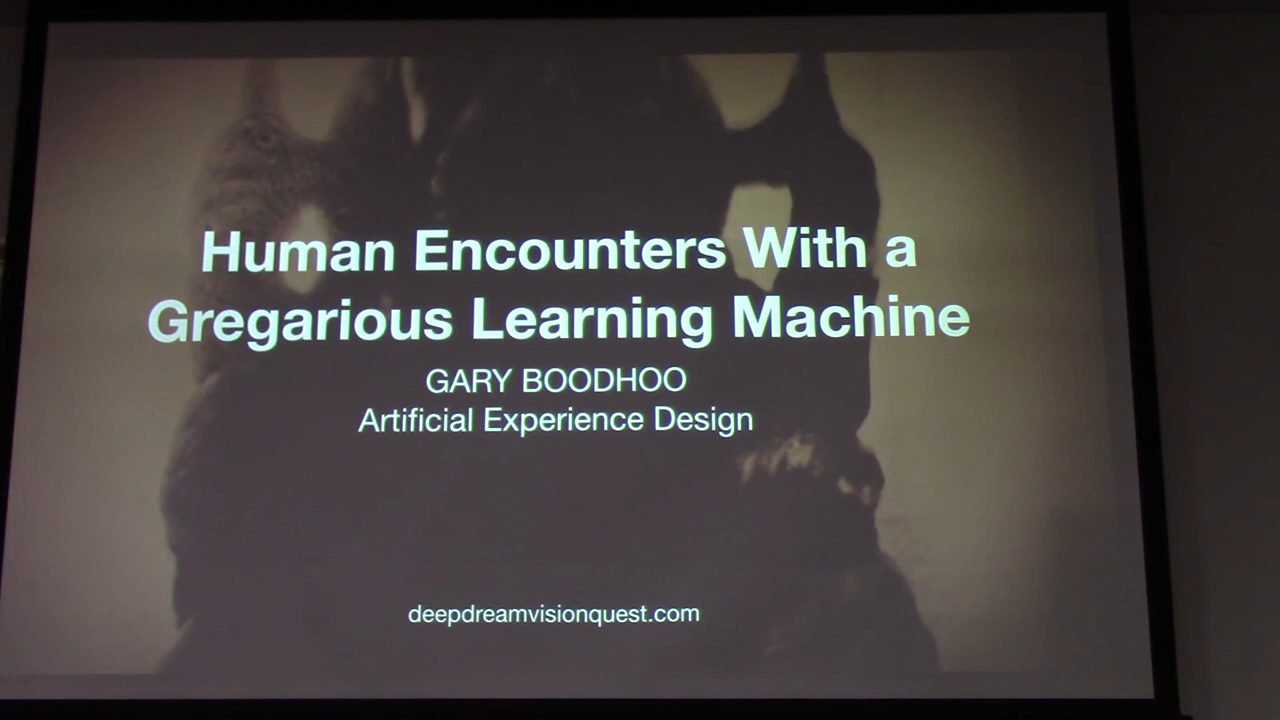 Human Encounters With a
Gregarious Learning Machine
GARY BOODHOO
Artificial Experience Design
deepdreamvisionquest.com